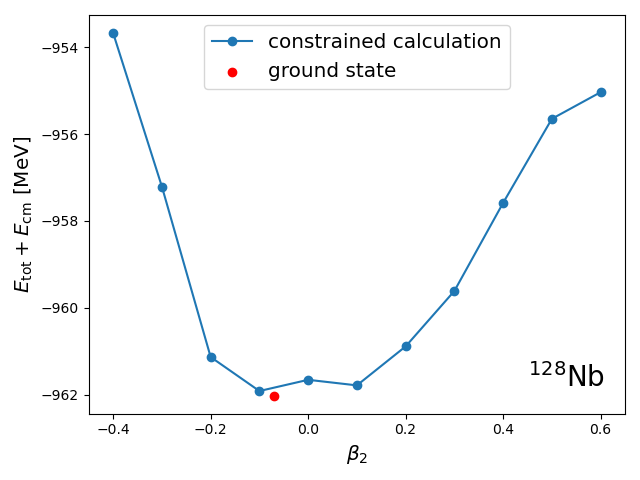 constrained calculation
ground state
E_tot + E_cm [MeV]
−954
−956
−958
−960
−962
¹²⁸Nb
−0.4 −0.2 0.0 0.2 0.4 0.6
β₂